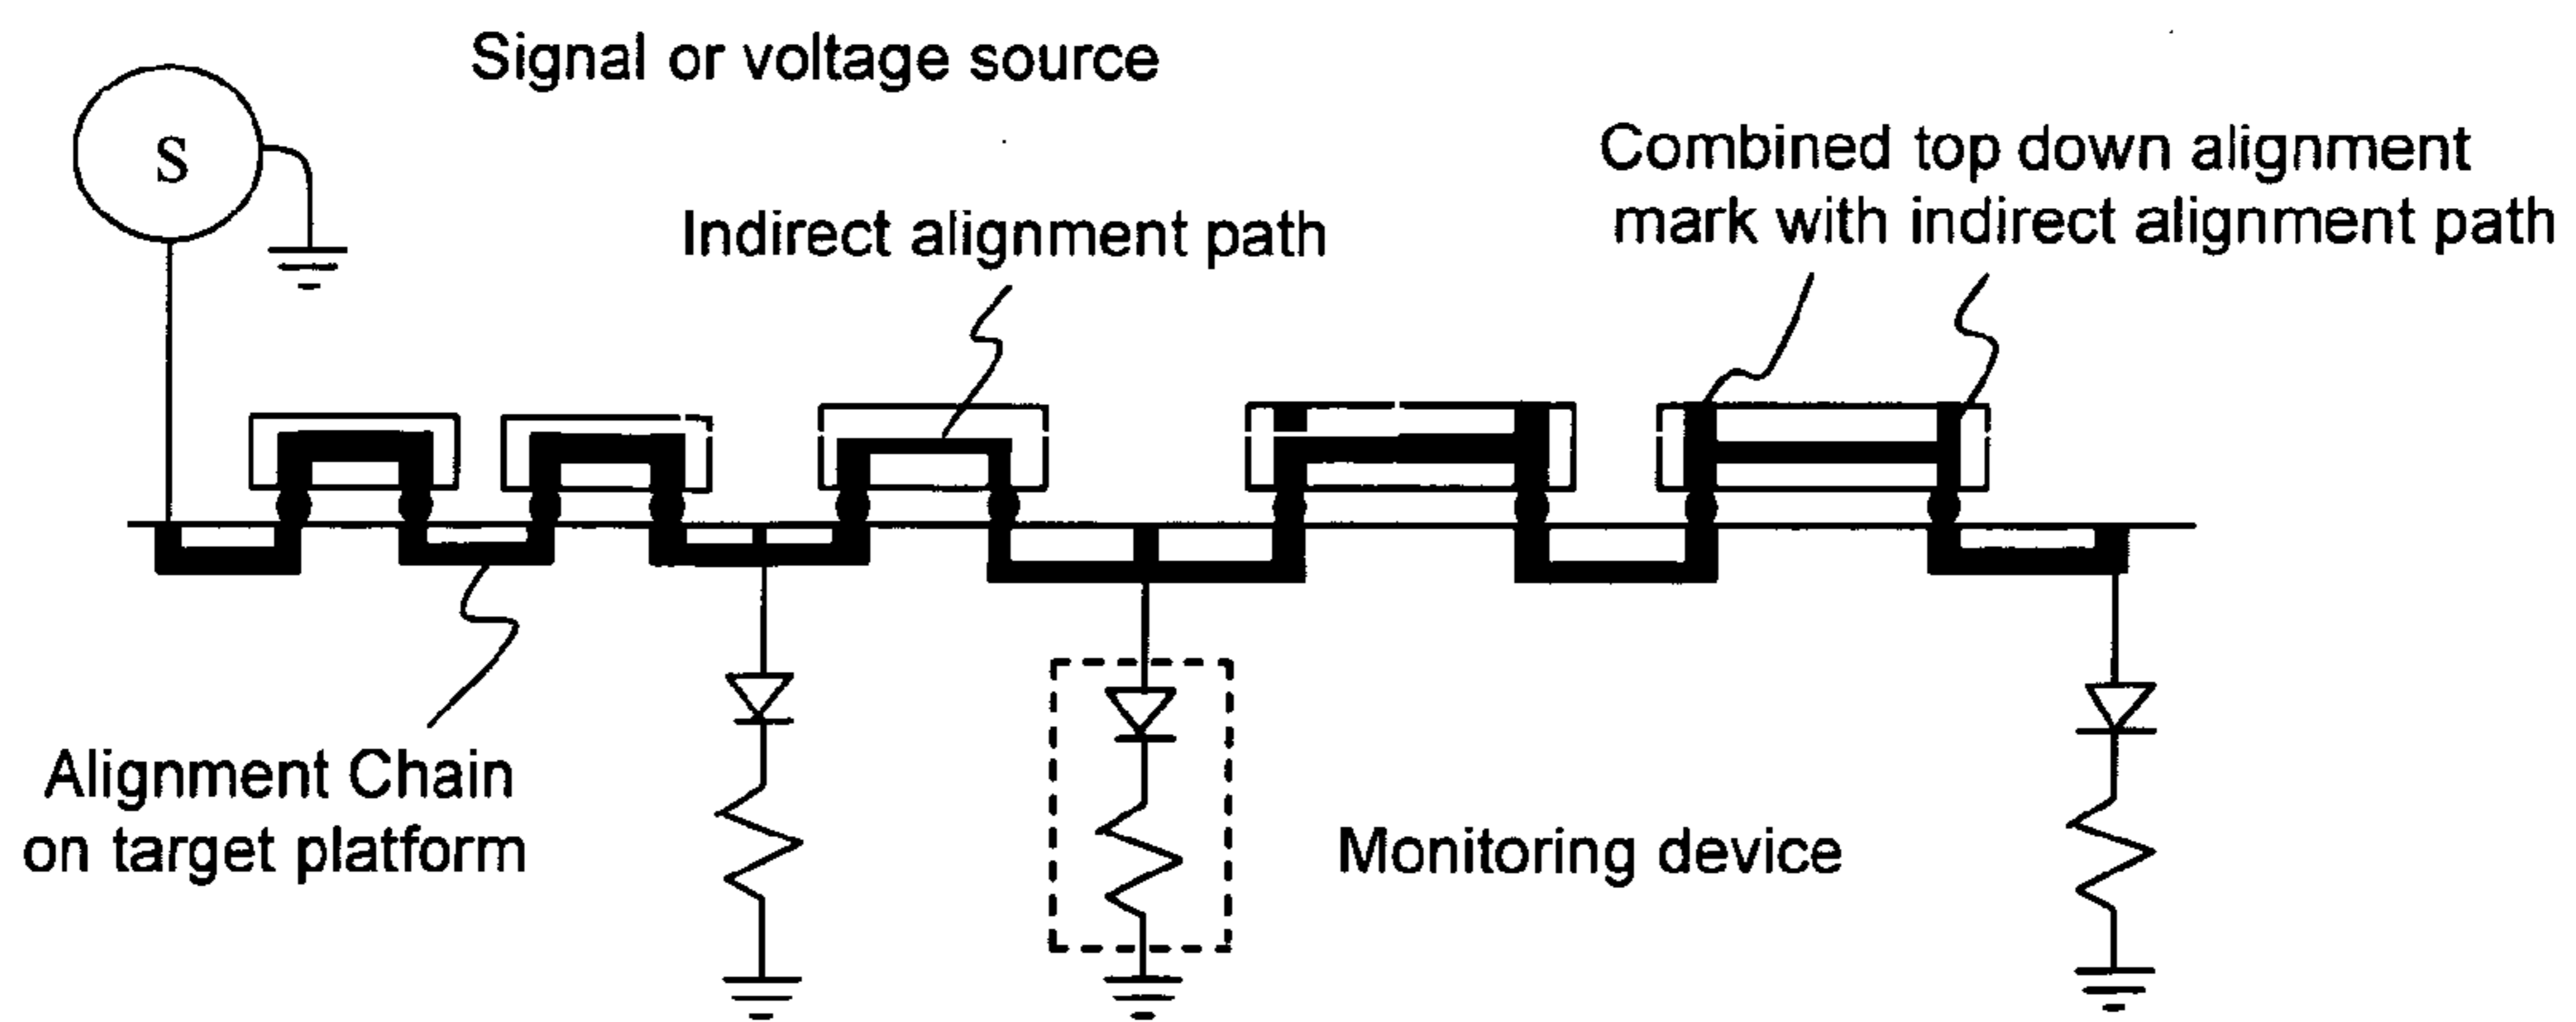 Signal or voltage source
S
Combined top down alignment
mark with indirect alignment path
Indirect alignment path
Alignment Chain
on target platform
Monitoring device